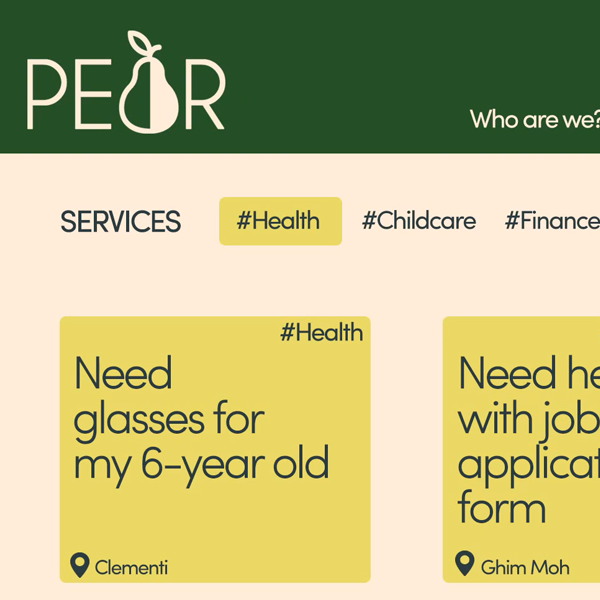 PEAR
Who are we?
SERVICES #Health #Childcare #Finance
#Health
Need
glasses for
my 6-year old
Clementi
Need he
with job
applicat
form
Ghim Moh